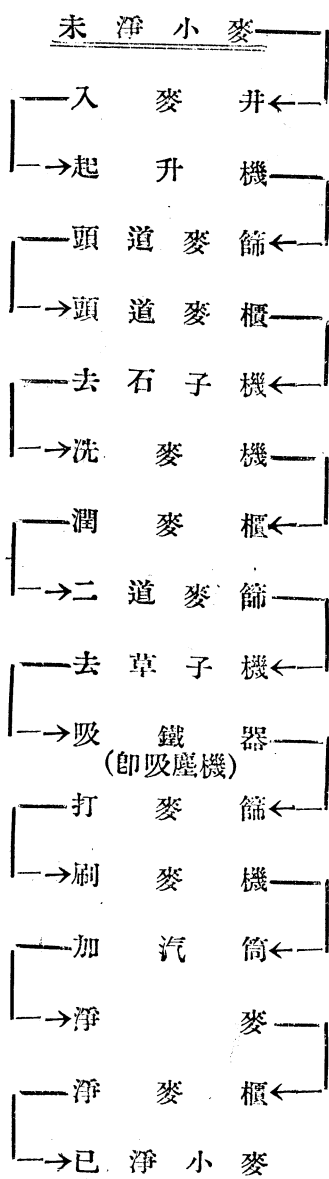 未淨小麥
入麥井
起升機
頭道麥篩
頭道麥櫃
去石子機
洗麥機
潤麥櫃
二道麥篩
去草子機
吸鐵器
(卽吸塵機)
打麥篩
刷麥機
加汽筒
淨麥
淨麥櫃
已淨小麥